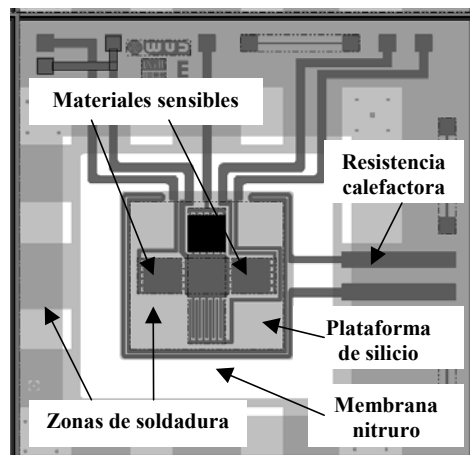 E
Materiales sensibles
Resistencia
calefactora
Plataforma
de silicio
Membrana
nitruro
Zonas de soldadura